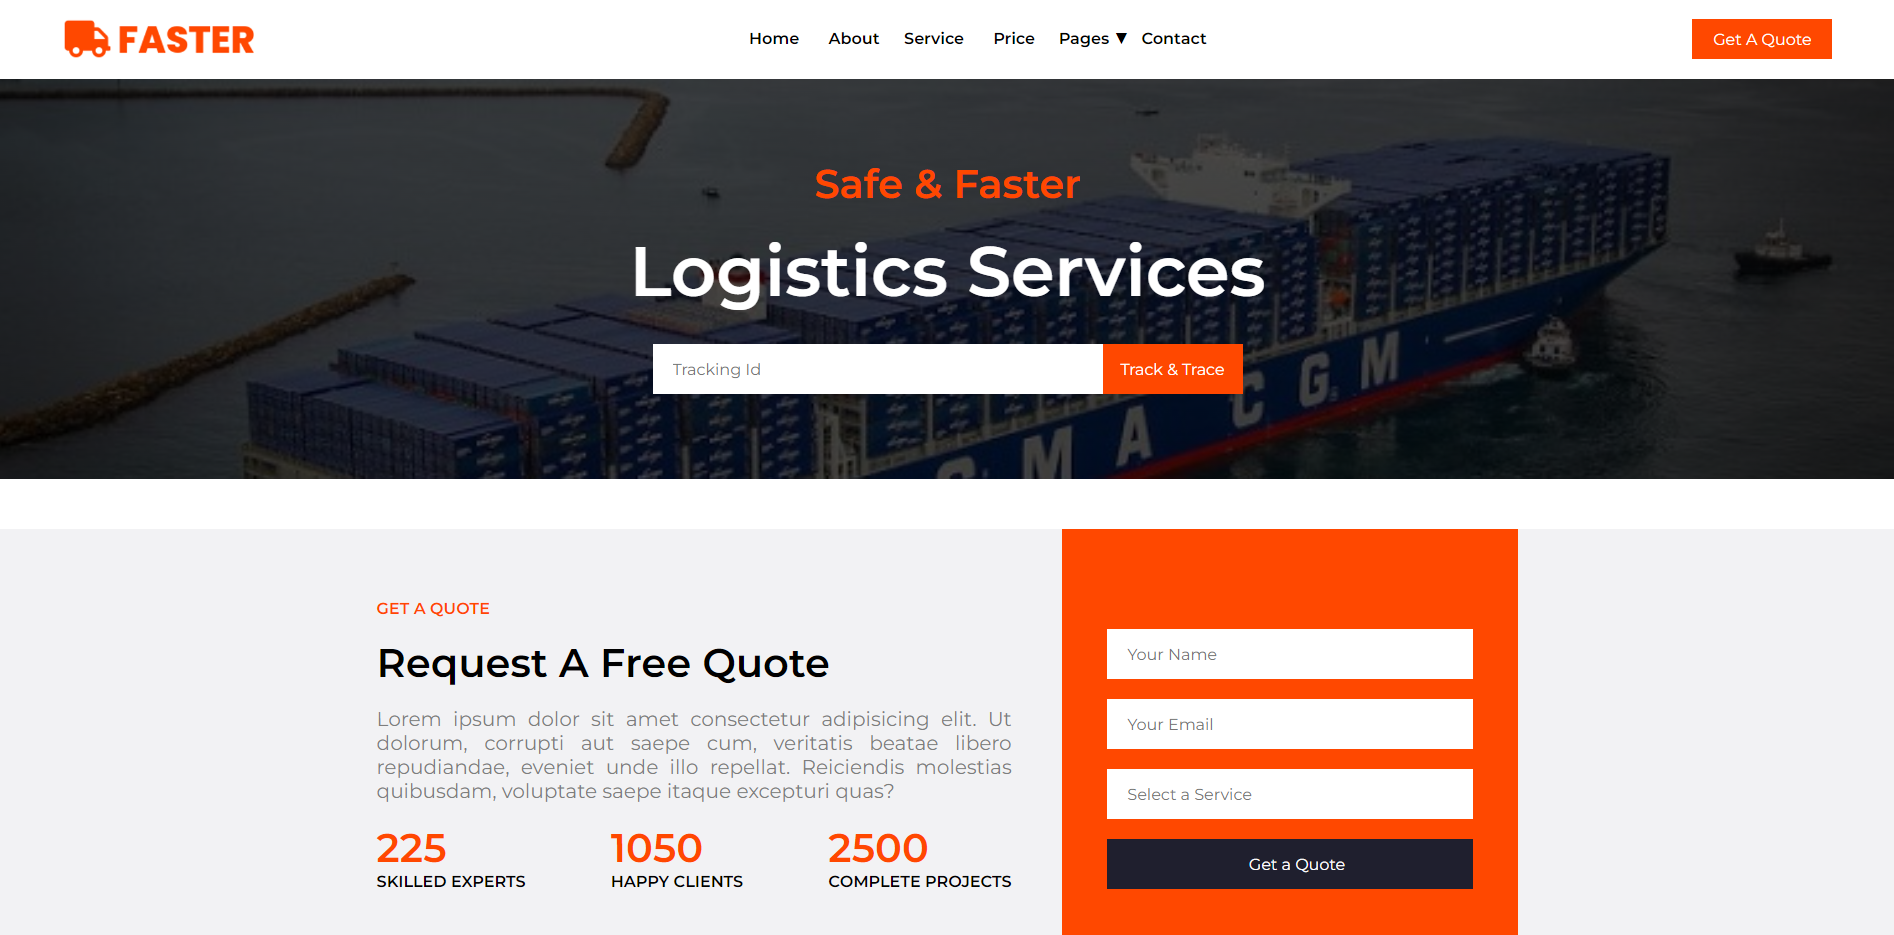 FASTER
Home About Service Price Pages ▼ Contact
Get A Quote
Safe & Faster
Logistics Services
Tracking Id
Track & Trace
CMA CGM
GET A QUOTE
Request A Free Quote
Lorem ipsum dolor sit amet consectetur adipisicing elit. Ut
dolorum, corrupti aut saepe cum, veritatis beatae libero
repudiandae, eveniet unde illo repellat. Reiciendis molestias
quibusdam, voluptate saepe itaque excepturi quas?
225 1050 2500
SKILLED EXPERTS HAPPY CLIENTS COMPLETE PROJECTS
Your Name
Your Email
Select a Service
Get a Quote